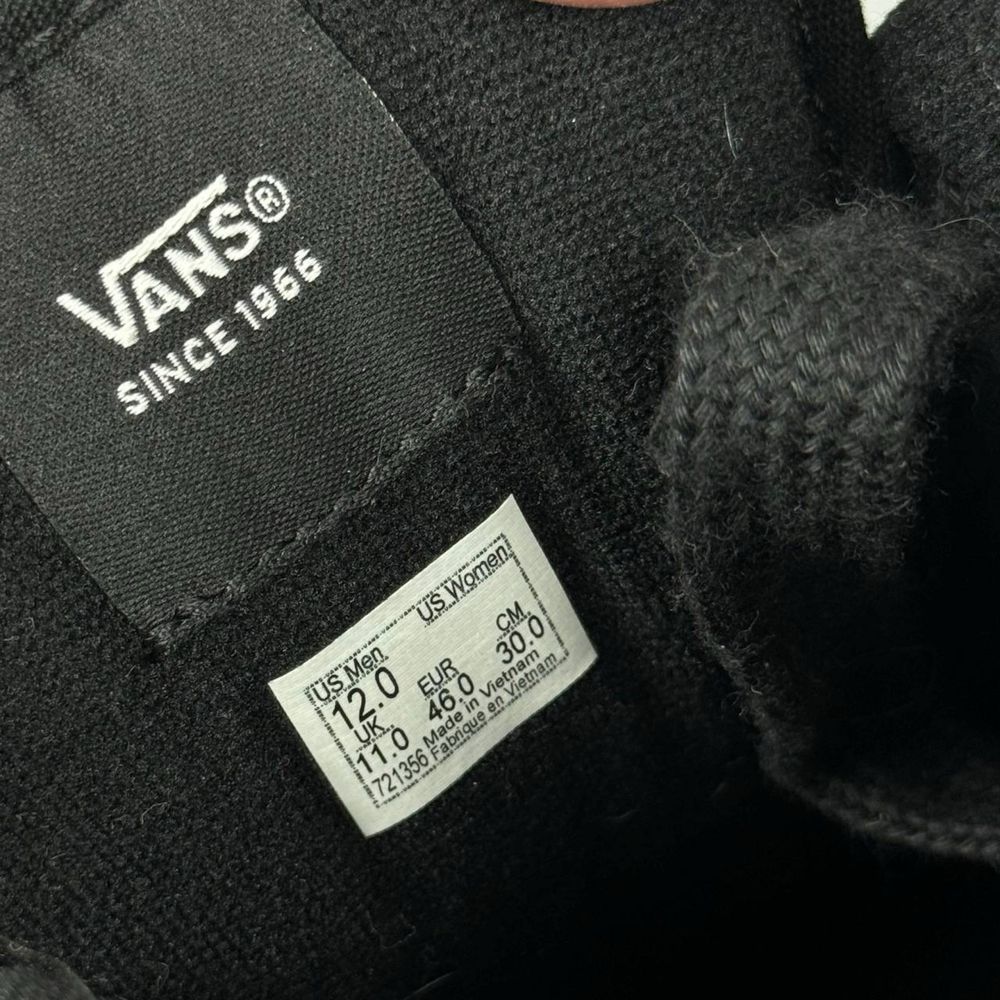 VANS®
SINCE 1966
US Men US Women
12.0
UK EUR CM.
11.0 46.0 30.0
721356 Made in Vietnam
Fabrique en Vietnam